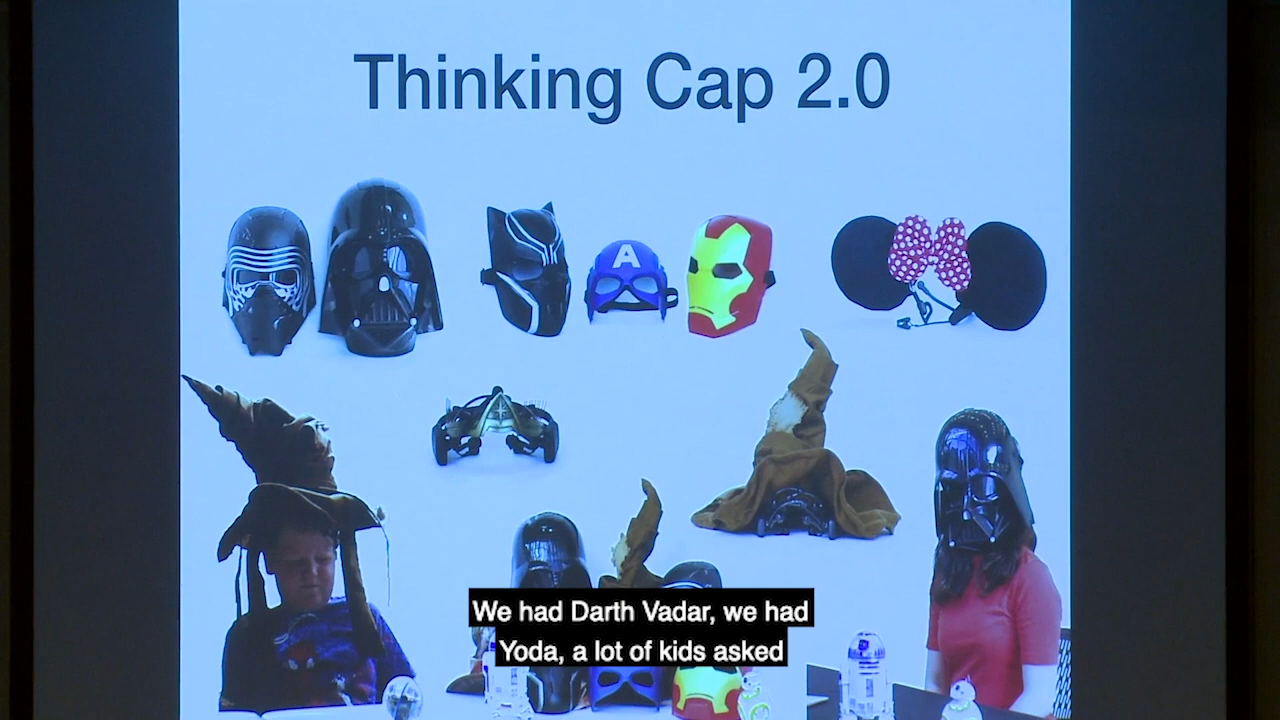 Thinking Cap 2.0
A
We had Darth Vadar, we had
Yoda, a lot of kids asked